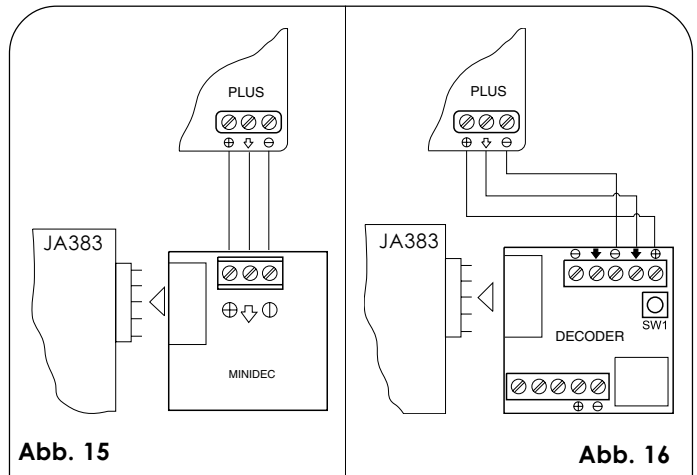 PLUS
JA383
MINIDEC
Abb. 15
PLUS
JA383
SW1
DECODER
Abb. 16